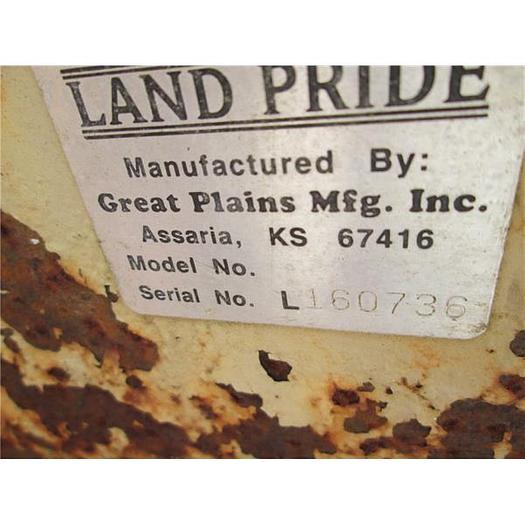 LAND PRIDE
Manufactured By:
Great Plains Mfg. Inc.
Assaria, KS 67416
Model No.
Serial No. L160736